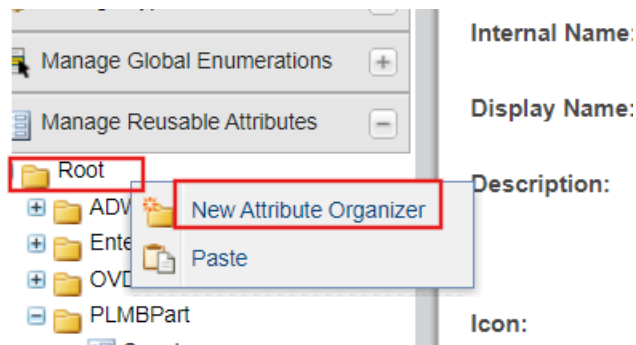 Internal Name:
Manage Global Enumerations
Display Name:
Manage Reusable Attributes
Root
Description:
New Attribute Organizer
Paste
PLMBPart
Icon: